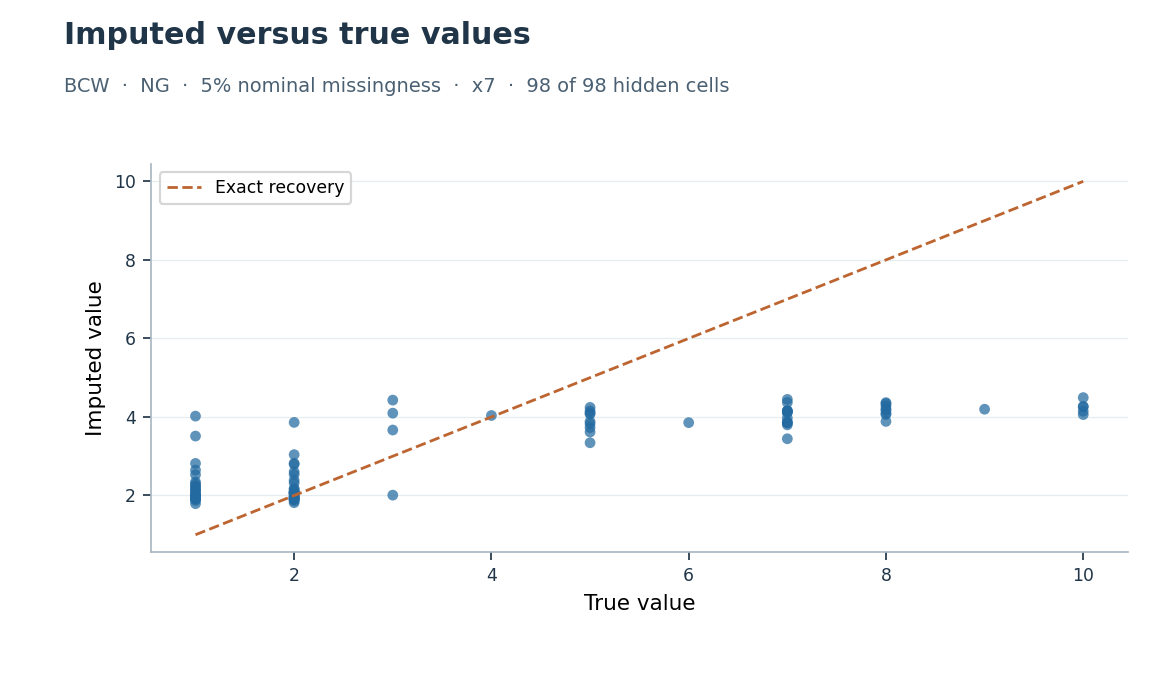 Imputed versus true values
BCW · NG · 5% nominal missingness · x7 · 98 of 98 hidden cells
Exact recovery
10
8
6
4
2
Imputed value
2 4 6 8 10
True value